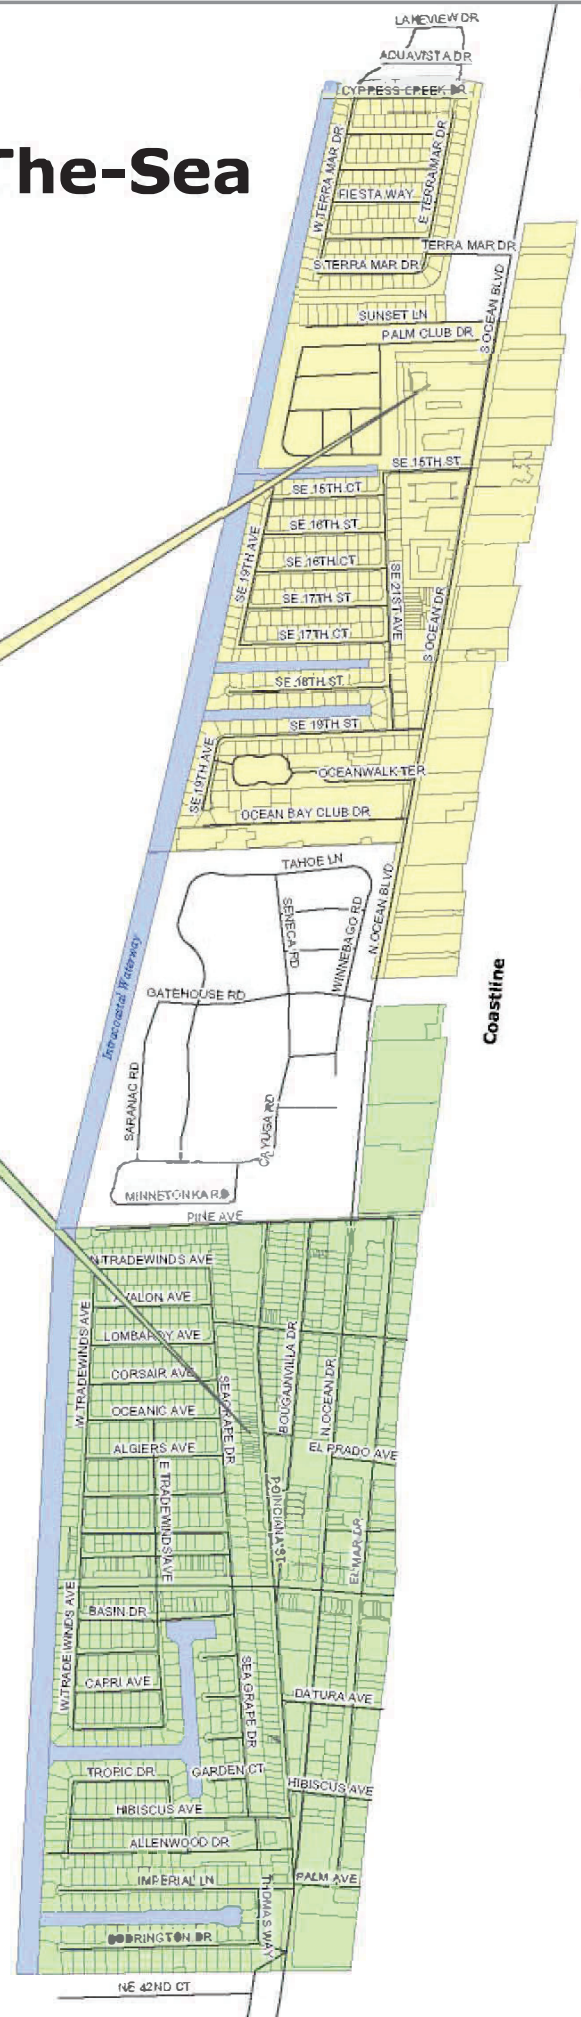 LAKEVIEW DR
AQUAVISTA DR
CYPRESS CREEK DR
The-Sea
W TERRA MAR DR
E TERRA MAR DR
FIESTA WAY
TERRA MAR DR
S TERRA MAR DR
S OCEAN BLVD
SUNSET LN
PALM CLUB DR
SE 15TH ST
SE 15TH CT
SE 16TH ST
SE 19TH AVE
SE 16TH CT
SE 21ST AVE
SE 17TH ST
S OCEAN DR
SE 17TH CT
SE 18TH ST
SE 19TH ST
SE 19TH AVE
OCEANWALK TER
OCEAN BAY CLUB DR
TAHOE LN
N OCEAN BLVD
SENECA RD
WINNEBAGO RD
Intracoastal Waterway
GATEHOUSE RD
Coastline
SARANAC RD
CAYUGA RD
MINNETONKA RD
PINE AVE
N TRADEWINDS AVE
AVALON AVE
W TRADEWINDS AVE
LOMBARDY AVE
BOUGAINVILLA DR
CORSAIR AVE
SEAGRAPE DR
N OCEAN DR
OCEANIC AVE
ALGIERS AVE
EL PRADO AVE
E TRADEWINDS AVE
POINCIANA ST
EL MAR DR
W TRADEWINDS AVE
BASIN DR
CAPRI AVE
SEA GRAPE DR
DATURA AVE
TROPIC DR
GARDEN CT
HIBISCUS AVE
HIBISCUS AVE
ALLENWOOD DR
IMPERIAL LN
PALM AVE
THOMAS WAY
CODRINGTON DR
NE 42ND CT